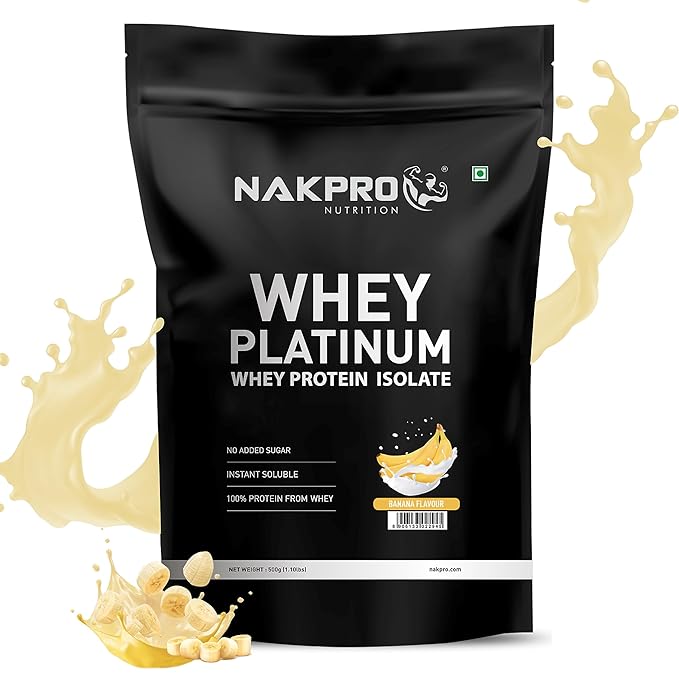 NAKPRO®
NUTRITION
WHEY
PLATINUM
WHEY PROTEIN ISOLATE
NO ADDED SUGAR
INSTANT SOLUBLE
100% PROTEIN FROM WHEY
BANANA FLAVOUR
NET WEIGHT : 500g (1.10lbs)
nakpro.com